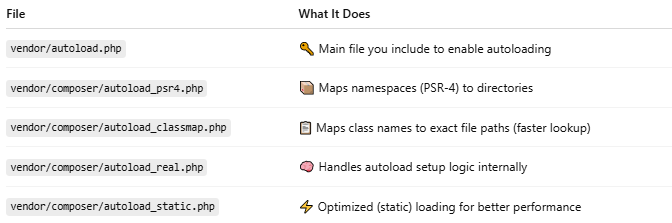 File What It Does
vendor/autoload.php 🔑 Main file you include to enable autoloading
vendor/composer/autoload_psr4.php 📦 Maps namespaces (PSR-4) to directories
vendor/composer/autoload_classmap.php 📋 Maps class names to exact file paths (faster lookup)
vendor/composer/autoload_real.php 🧠 Handles autoload setup logic internally
vendor/composer/autoload_static.php ⚡ Optimized (static) loading for better performance